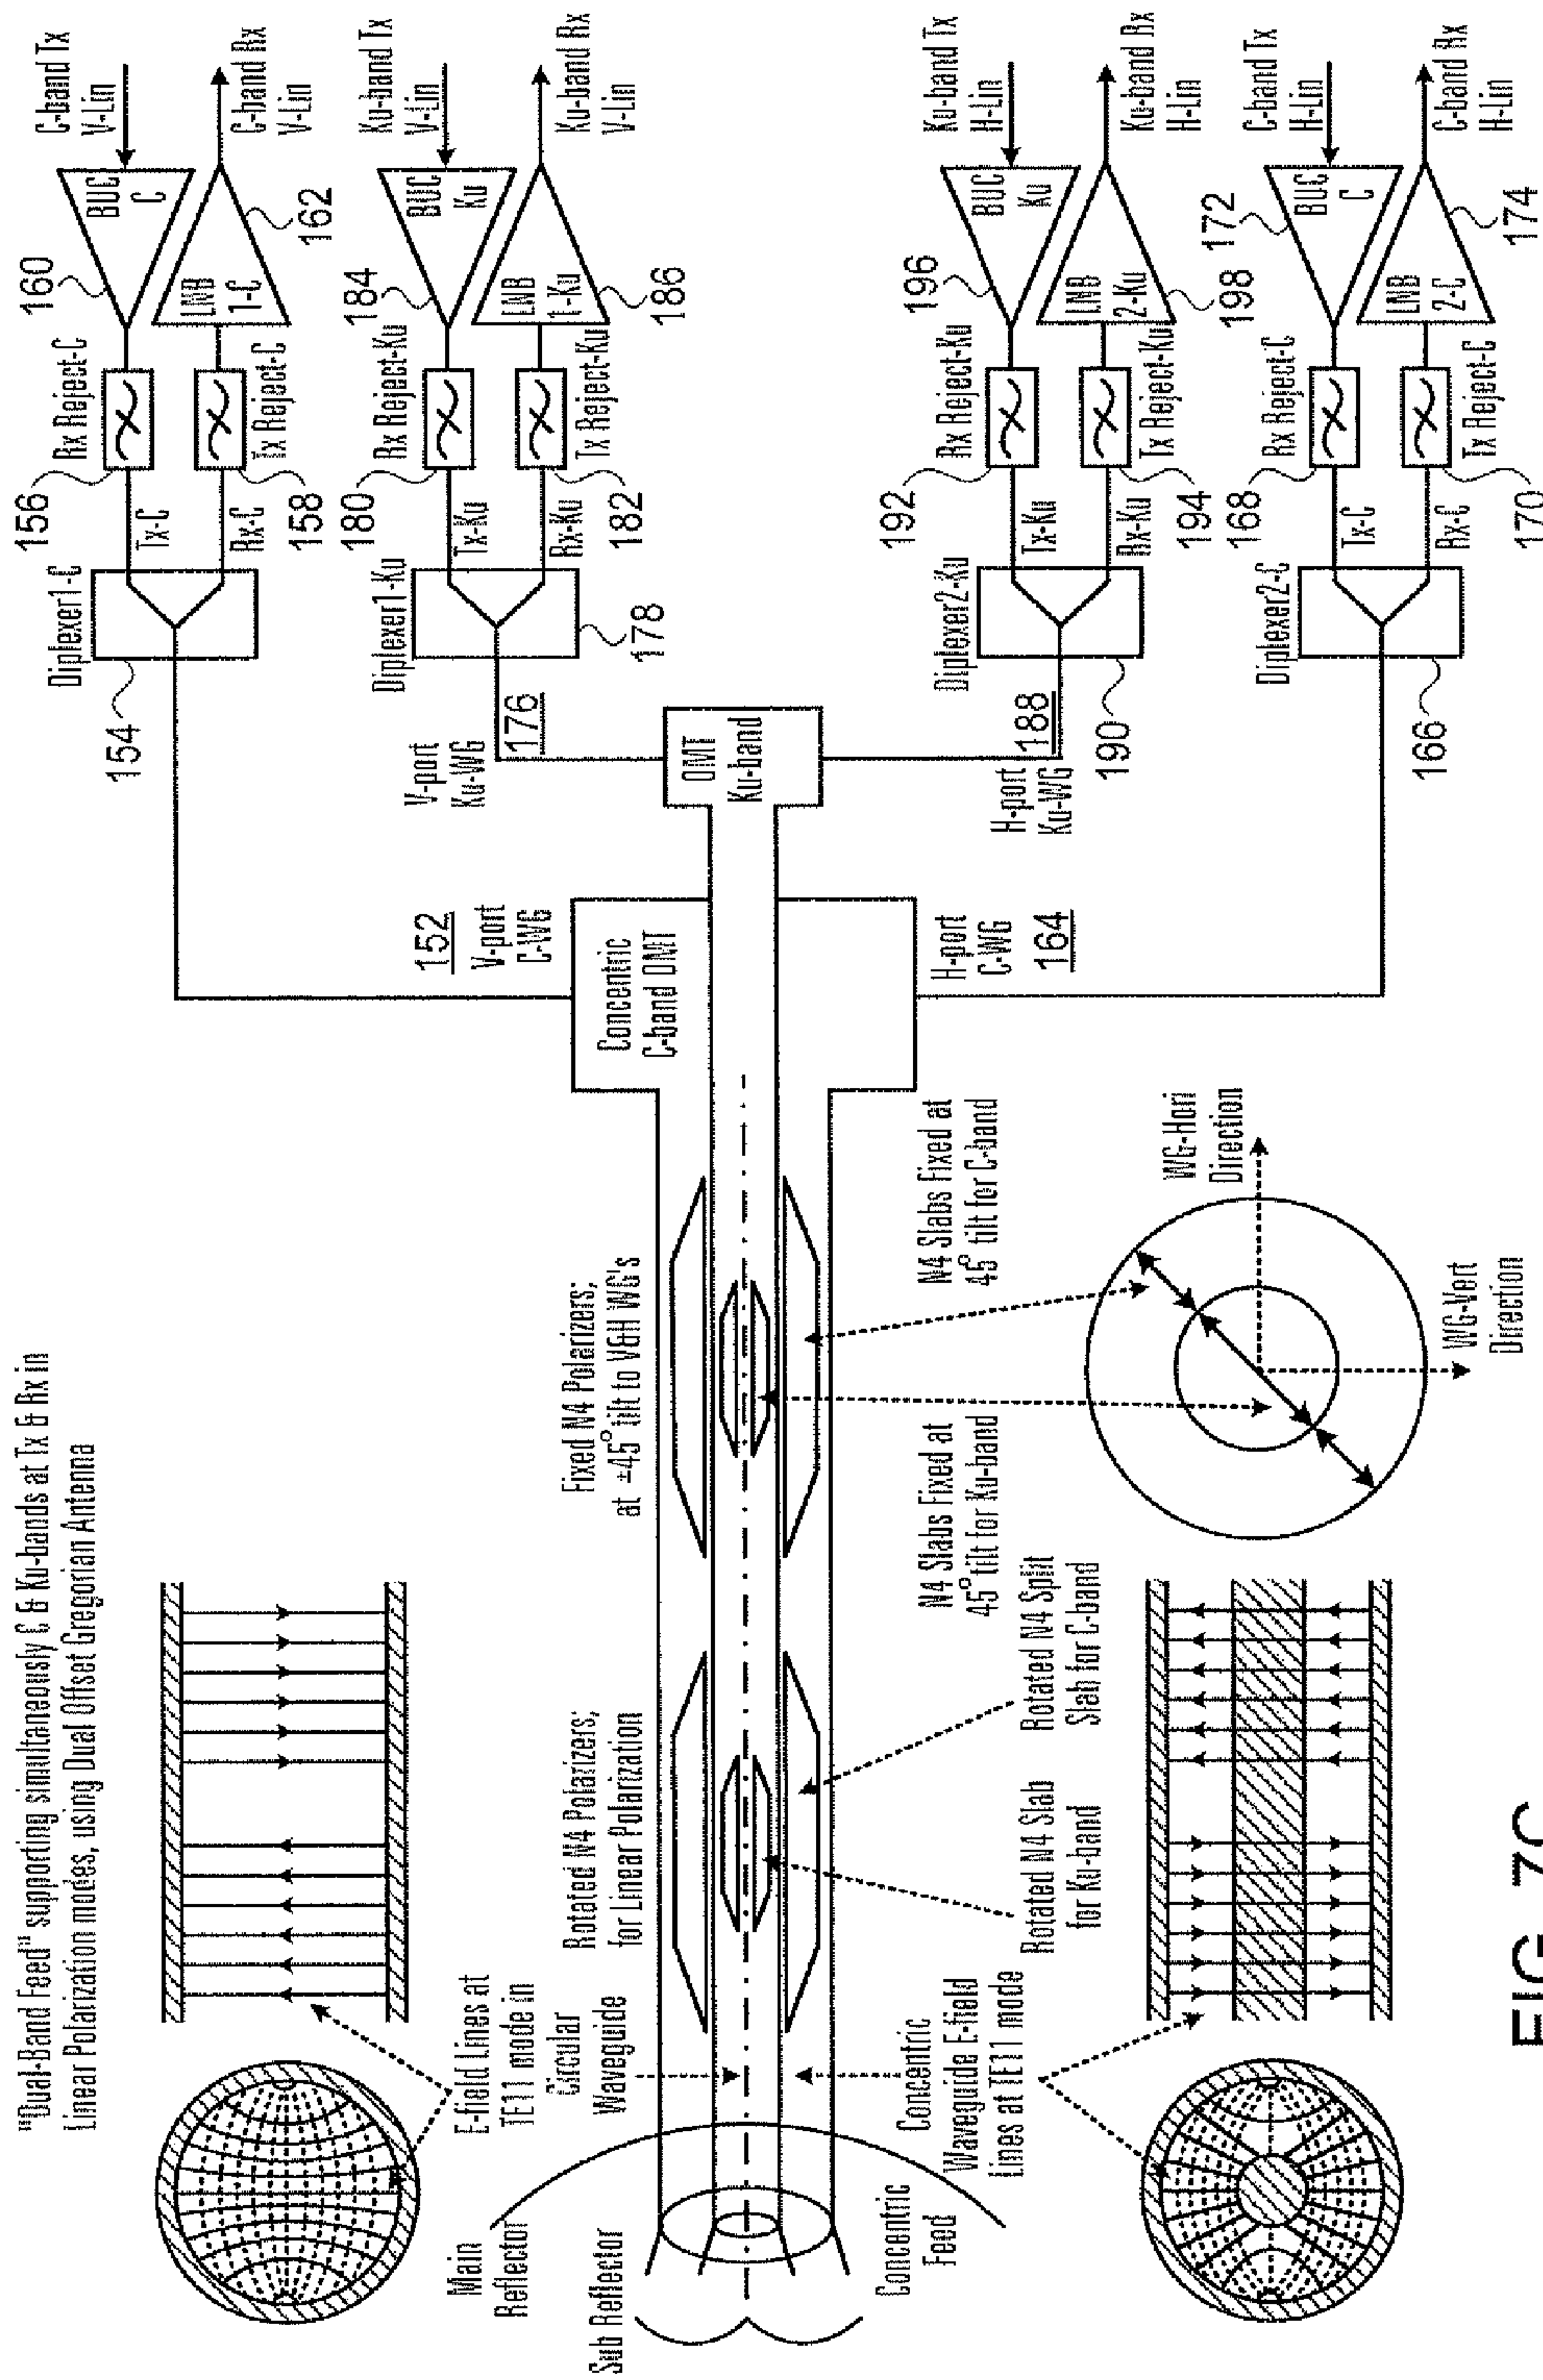 "Dual-Band Feed" supporting simultaneously C & Ku-bands at Tx & Rx in
Linear Polarization modes, using Dual Offset Gregorian Antenna
E-field Lines at
TE11 mode in
Circular
Waveguide
Main
Reflector
Sub Reflector
Concentric
Feed
Concentric
Waveguide E-field
Lines at TE11 mode
Rotated N4 Polarizers;
for Linear Polarization
Fixed N4 Polarizers;
at ±45° tilt to V&H WG's
Rotated N4 Slab
for Ku-band
Rotated N4 Split
Slab for C-band
N4 Slabs Fixed at
45° tilt for Ku-band
N4 Slabs Fixed at
45° tilt for C-band
WG-Hori
Direction
WG-Vert
Direction
Concentric
C-band OMT
152
V-port
C-WG
H-port
C-WG
164
OMT
Ku-band
V-port
Ku-WG
176
H-port
Ku-WG
188
Diplexer1-C
154
156
Rx Reject-C
Tx-C
Rx-C
158
Tx Reject-C
160
BUC
C
LNB
1-C
162
C-band Tx
V-Lin
C-band Rx
V-Lin
Diplexer1-Ku
178
180
Rx Reject-Ku
Tx-Ku
Rx-Ku
182
Tx Reject-Ku
184
BUC
Ku
LNB
1-Ku
186
Ku-band Tx
V-Lin
Ku-band Rx
V-Lin
Diplexer2-Ku
190
192
Rx Reject-Ku
Tx-Ku
Rx-Ku
194
Tx Reject-Ku
196
BUC
Ku
LNB
2-Ku
198
Ku-band Tx
H-Lin
Ku-band Rx
H-Lin
Diplexer2-C
166
168
Rx Reject-C
Tx-C
Rx-C
170
Tx Reject-C
172
BUC
C
LNB
2-C
174
C-band Tx
H-Lin
C-band Rx
H-Lin
FIG. 7C